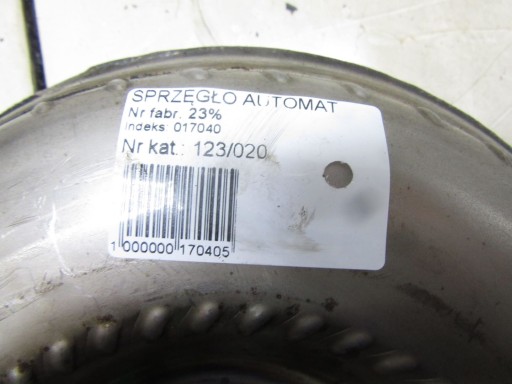 SPRZĘGŁO AUTOMAT
Nr fabr. 23%
Indeks 017040
Nr kat.: 123/020
1 000000 170405